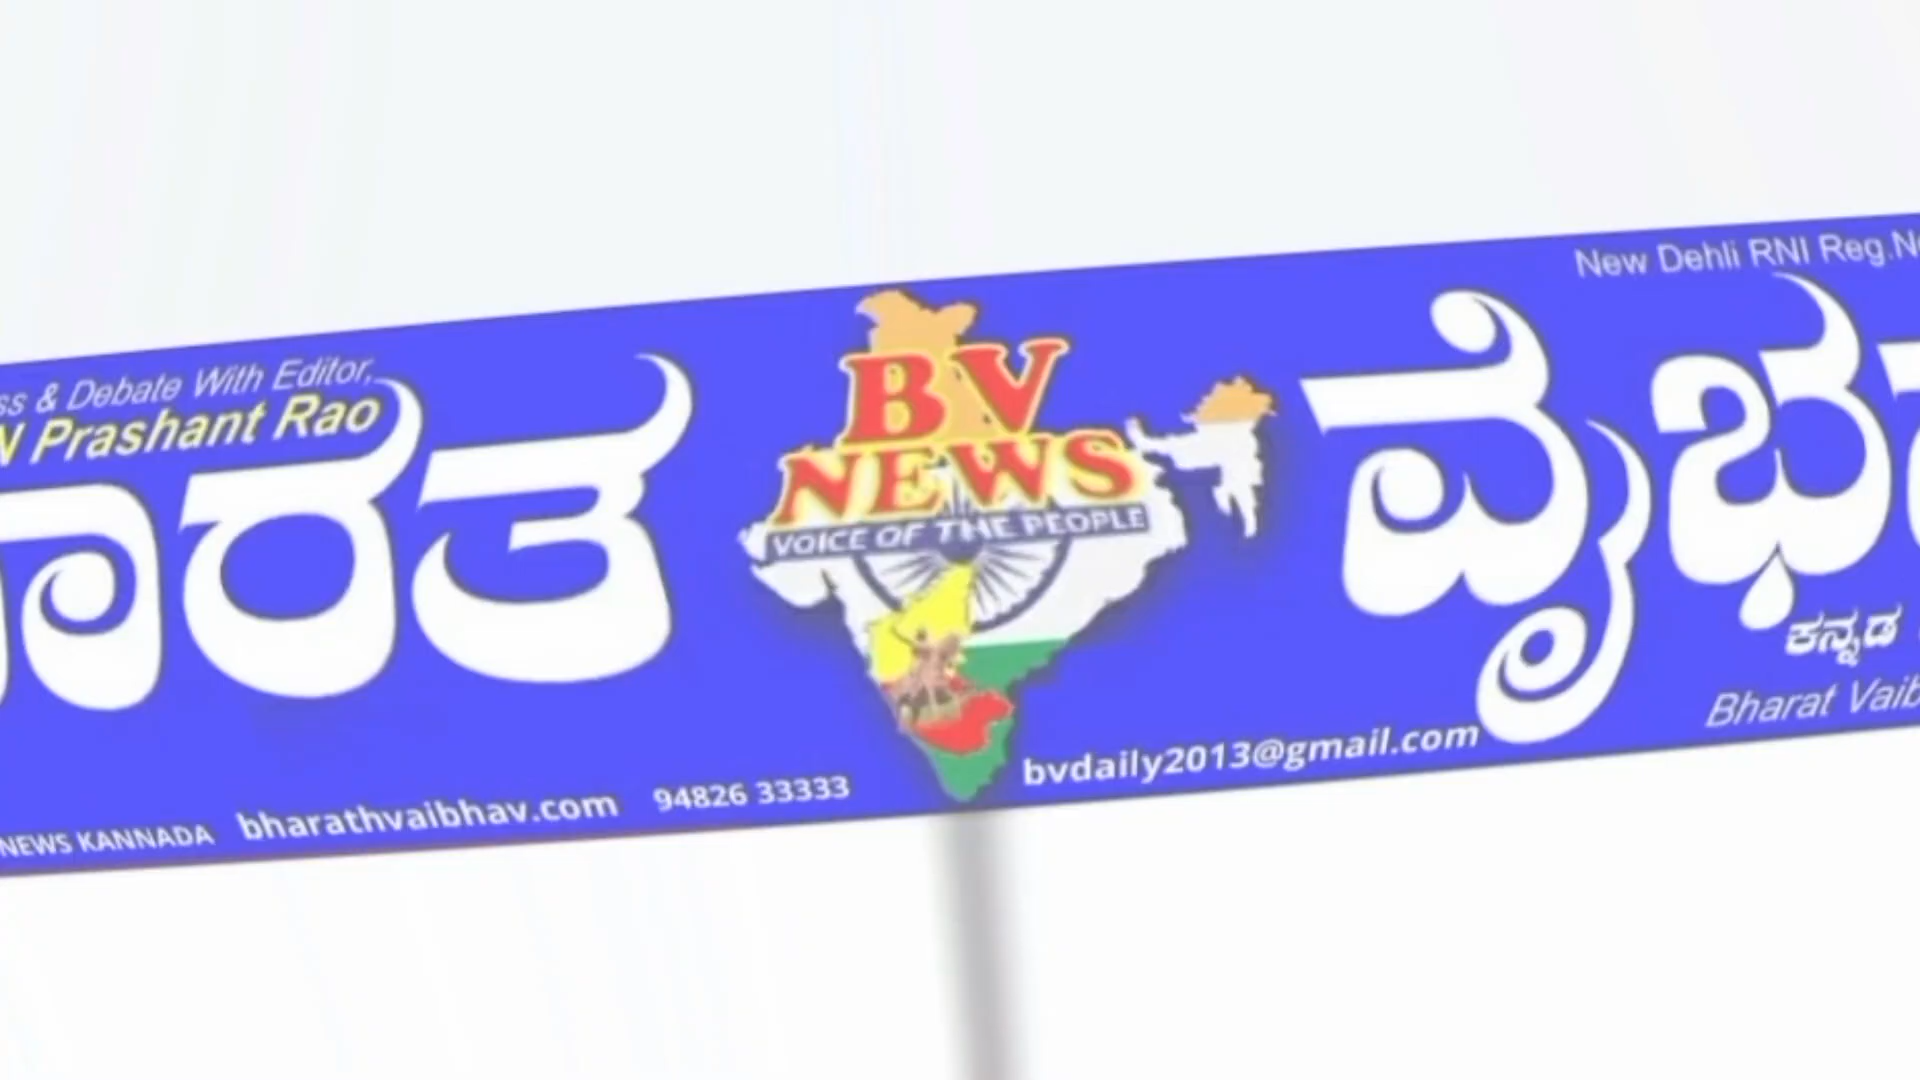 New Dehli RNI Reg.N
ss & Debate With Editor,
N Prashant Rao
ಾರತ
BV
NEWS
VOICE OF THE PEOPLE
ವೈಭ
ಕನ್ನಡ
Bharat Vaib
NEWS KANNADA bharathvaibhav.com 94826 33333 bvdaily2013@gmail.com